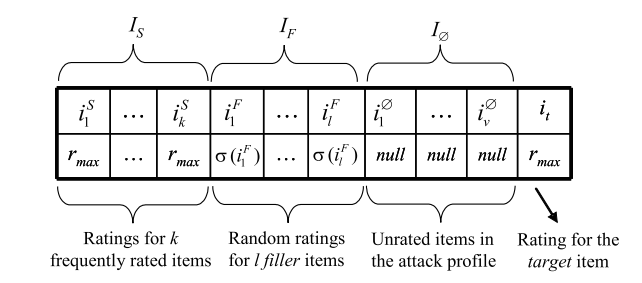 I_S I_F I_∅
i_1^S … i_k^S i_1^F … i_l^F i_1^∅ … i_v^∅ i_t
r_max … r_max σ(i_1^F) … σ(i_l^F) null null null r_max
Ratings for k
frequently rated items
Random ratings
for l filler items
Unrated items in
the attack profile
Rating for the
target item